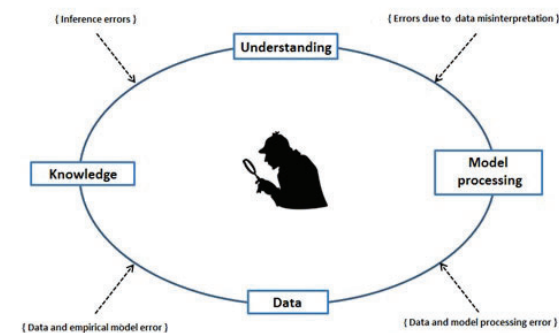 { Inference errors }
{ Errors due to data misinterpretation }
Understanding
Knowledge
Model
processing
Data
{ Data and empirical model error }
{ Data and model processing error }